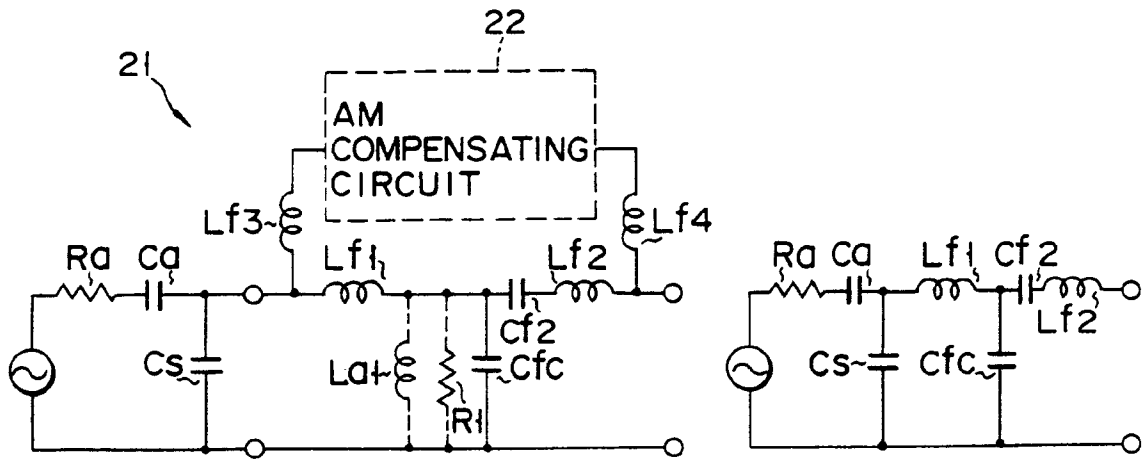 22
21
AM
COMPENSATING
CIRCUIT
Lf3
Lf4
Ra
Ca
Lf1
Lf2
Cf2
Cs
La
R1
Cfc
Ra
Ca
Lf1
Cf2
Lf2
Cs
Cfc